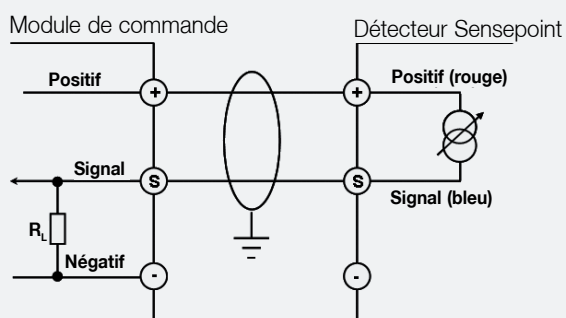 Module de commande
Détecteur Sensepoint
Positif
+
+
Positif (rouge)
Signal
S
S
Signal (bleu)
RL
Négatif
-
-